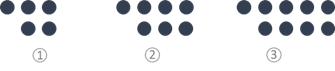 ① ② ③